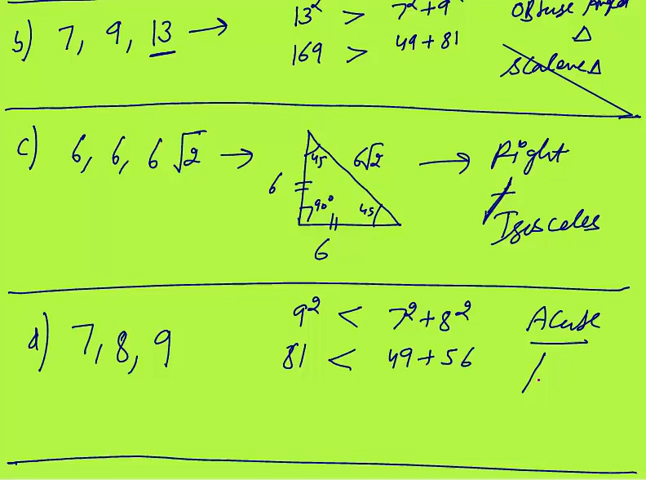 b) 7, 9, 13 → 13² > 7²+9
169 > 49+81
Obtuse Angled
Δ
Scalene Δ
c) 6, 6, 6√2 →
45
6√2
6
90°
45
6
→ Right
+
Isosceles
d) 7, 8, 9
9² < 7²+8²
81 < 49+56
Acute